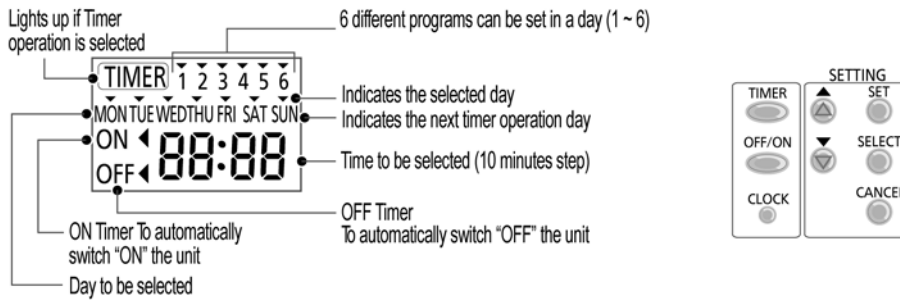 Lights up if Timer
operation is selected
6 different programs can be set in a day (1 ~ 6)
TIMER 1 2 3 4 5 6
MON TUE WED THU FRI SAT SUN
ON
OFF
88:88
Indicates the selected day
Indicates the next timer operation day
Time to be selected (10 minutes step)
OFF Timer
To automatically switch “OFF” the unit
ON Timer To automatically
switch “ON” the unit
Day to be selected
SETTING
TIMER
SET
OFF/ON
SELECT
CLOCK
CANCEL